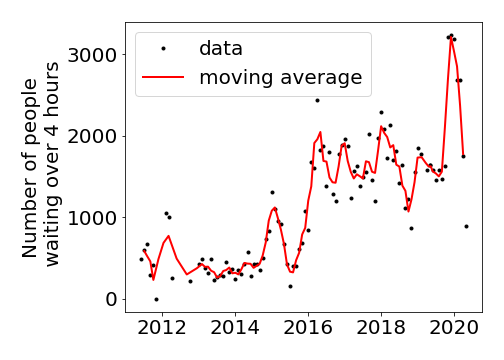 data
moving average
Number of people
waiting over 4 hours
3000
2000
1000
0
2012 2014 2016 2018 2020